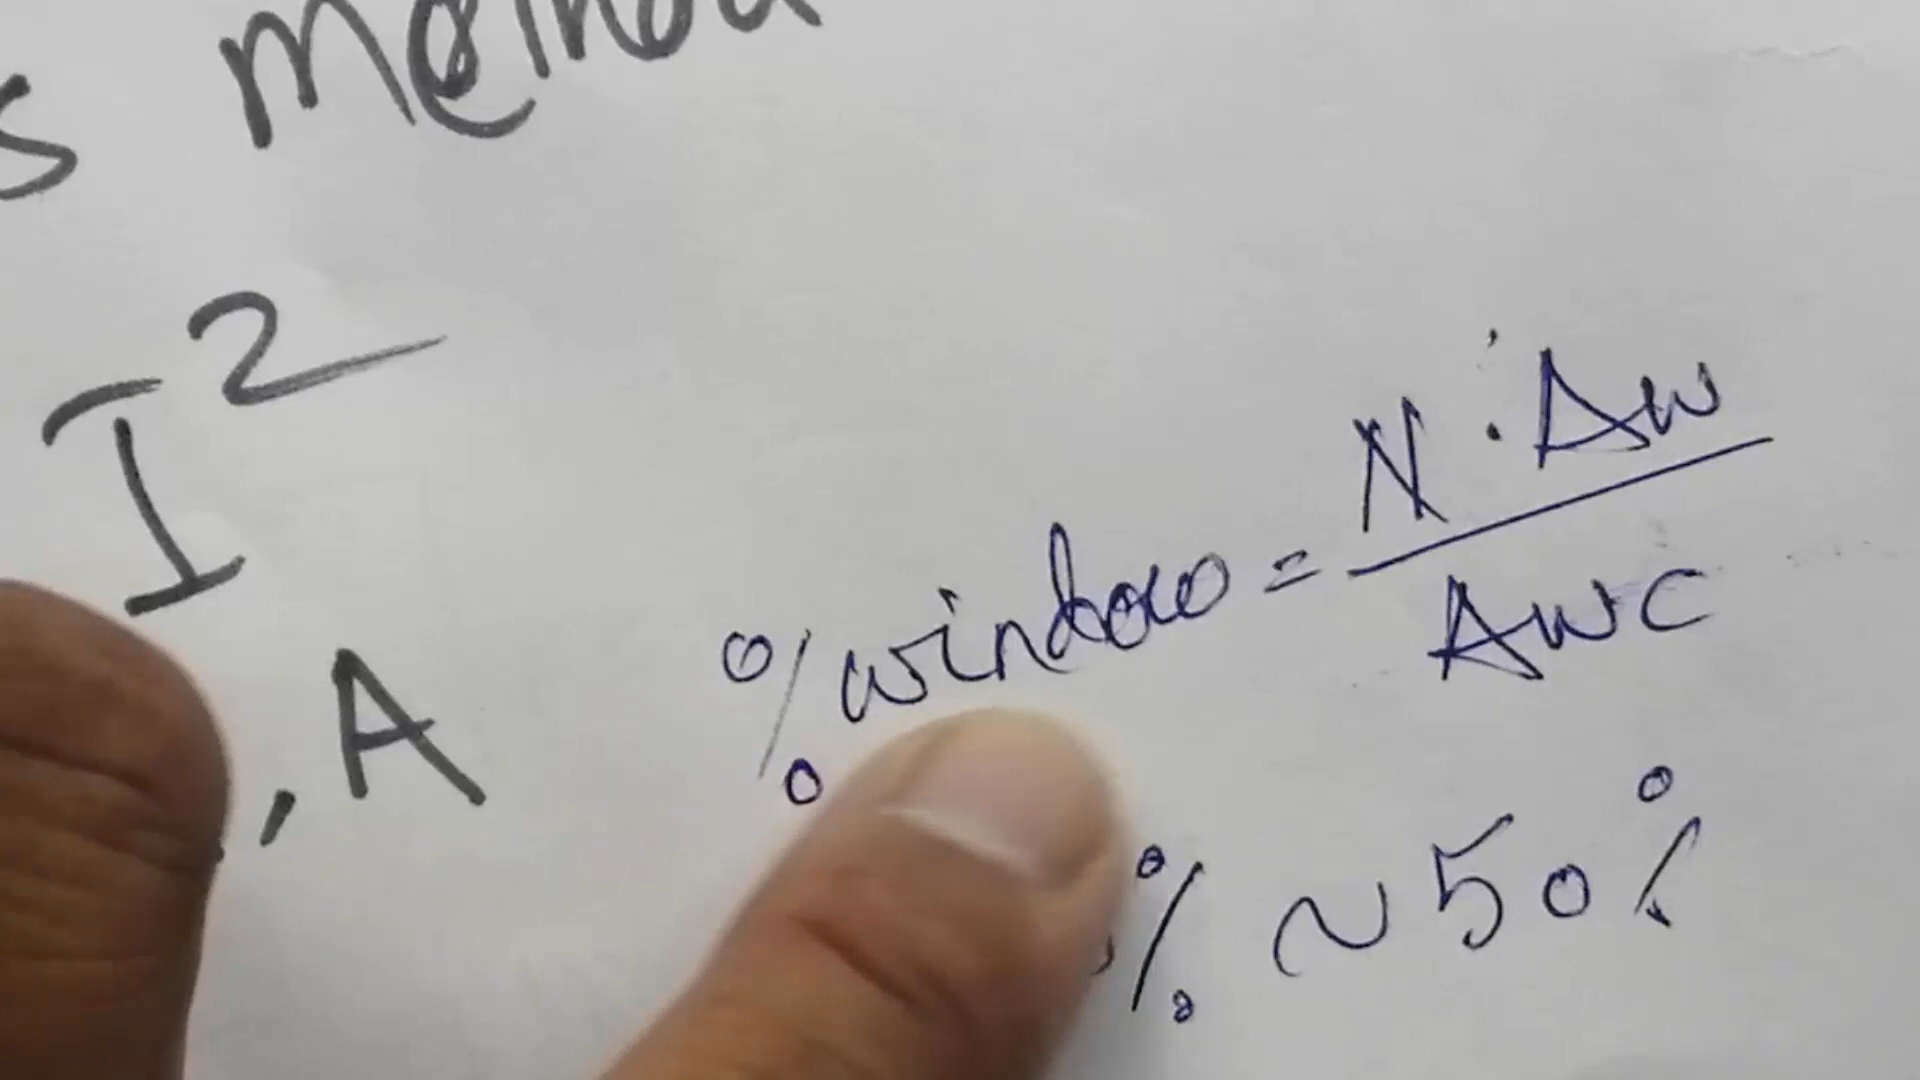 s method
I²
, A
% window = N · Aw / Awc
% ~ 50%